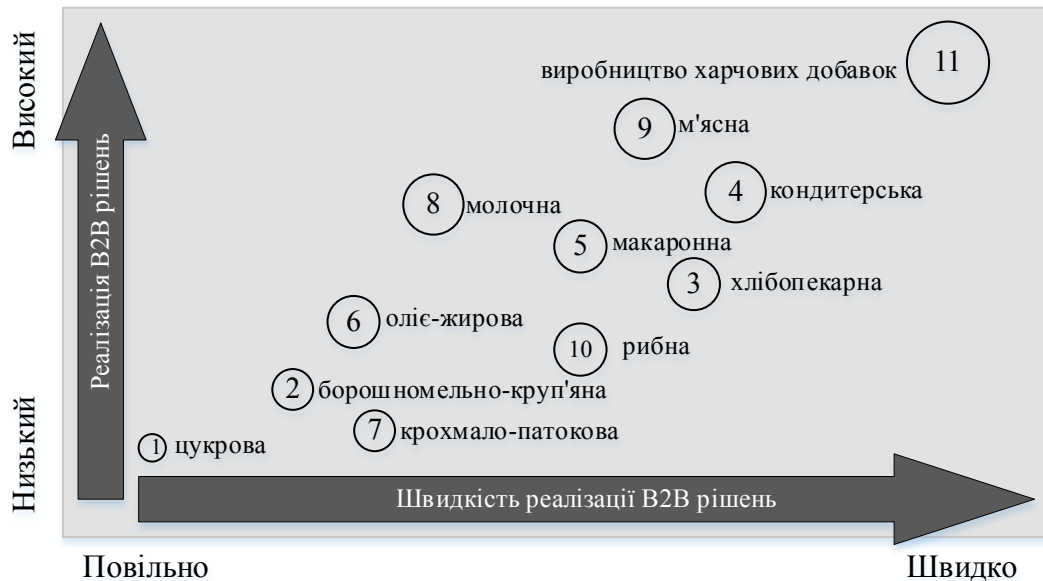 Високий
Реалізація B2B рішень
Низький
виробництво харчових добавок
11
9
м'ясна
4
кондитерська
8
молочна
5
макаронна
3
хлібопекарна
6
оліє-жирова
10
рибна
2
борошномельно-круп'яна
7
крохмало-патокова
1
цукрова
Швидкість реалізації B2B рішень
Повільно
Швидко